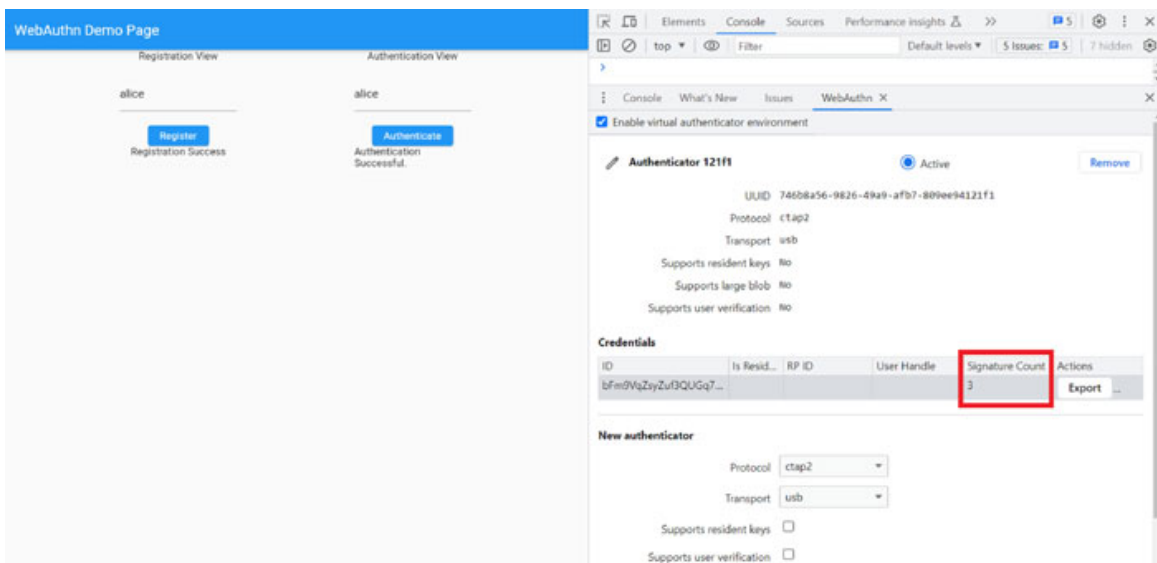 WebAuthn Demo Page
Registration View
Authentication View
alice
alice
Register
Authenticate
Registration Success
Authentication
Successful.
Elements Console Sources Performance insights
5
top Filter Default levels 5 Issues: 5 7 hidden
Console What's New Issues WebAuthn
Enable virtual authenticator environment
Authenticator 121f1 Active Remove
UUID 746b8a56-9826-49a9-afb7-809ee94121f1
Protocol ctap2
Transport usb
Supports resident keys No
Supports large blob No
Supports user verification No
Credentials
ID Is Resid... RP ID User Handle Signature Count Actions
bFm9VqZsyZuf3QUGq7... 3 Export ...
New authenticator
Protocol ctap2
Transport usb
Supports resident keys
Supports user verification